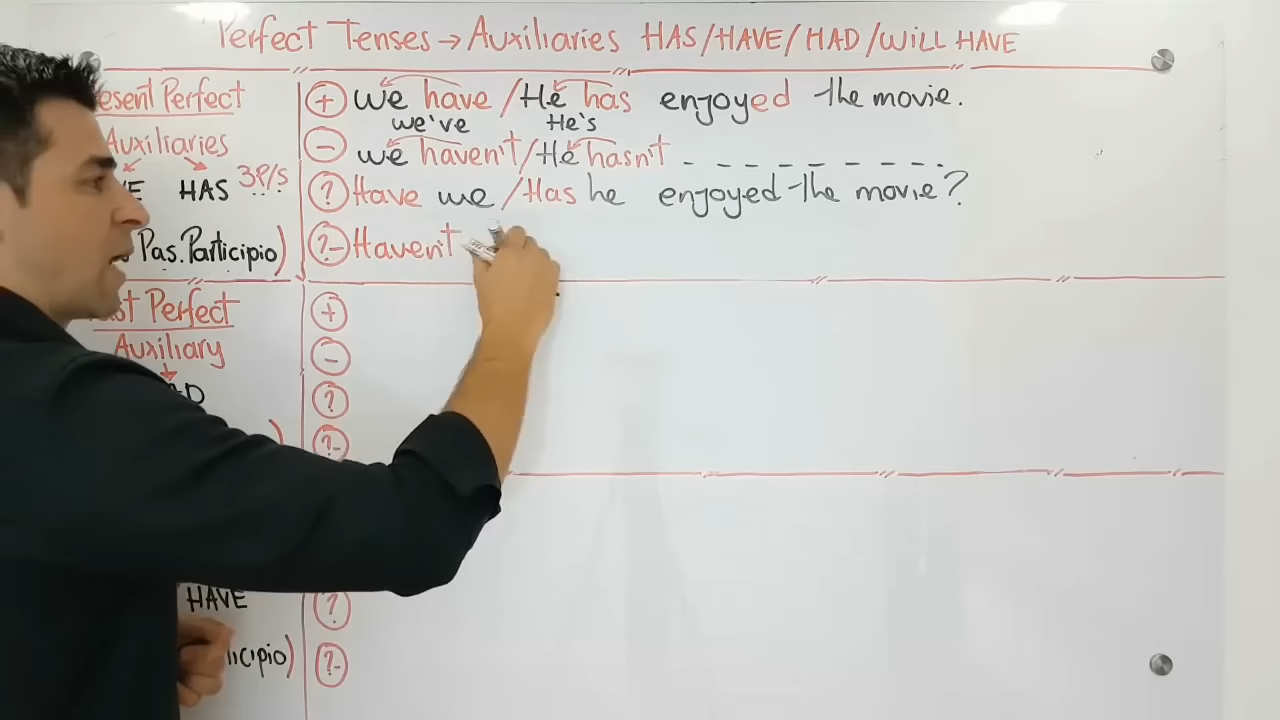 Perfect Tenses → Auxiliaries HAS/HAVE/HAD/WILL HAVE
esent Perfect
Auxiliaries
E HAS 3P/S
Pas. Participio)
(+) We have / He has enjoyed the movie.
we've He's
(-) we haven't / He hasn't _ _ _ _ _ _ _ _ .
(?) Have we / Has he enjoyed the movie?
(?-) Haven't
st Perfect
Auxiliary
AD
)
(+)
(-)
(?)
(?-)
HAVE
icipio)
(?)
(?-)